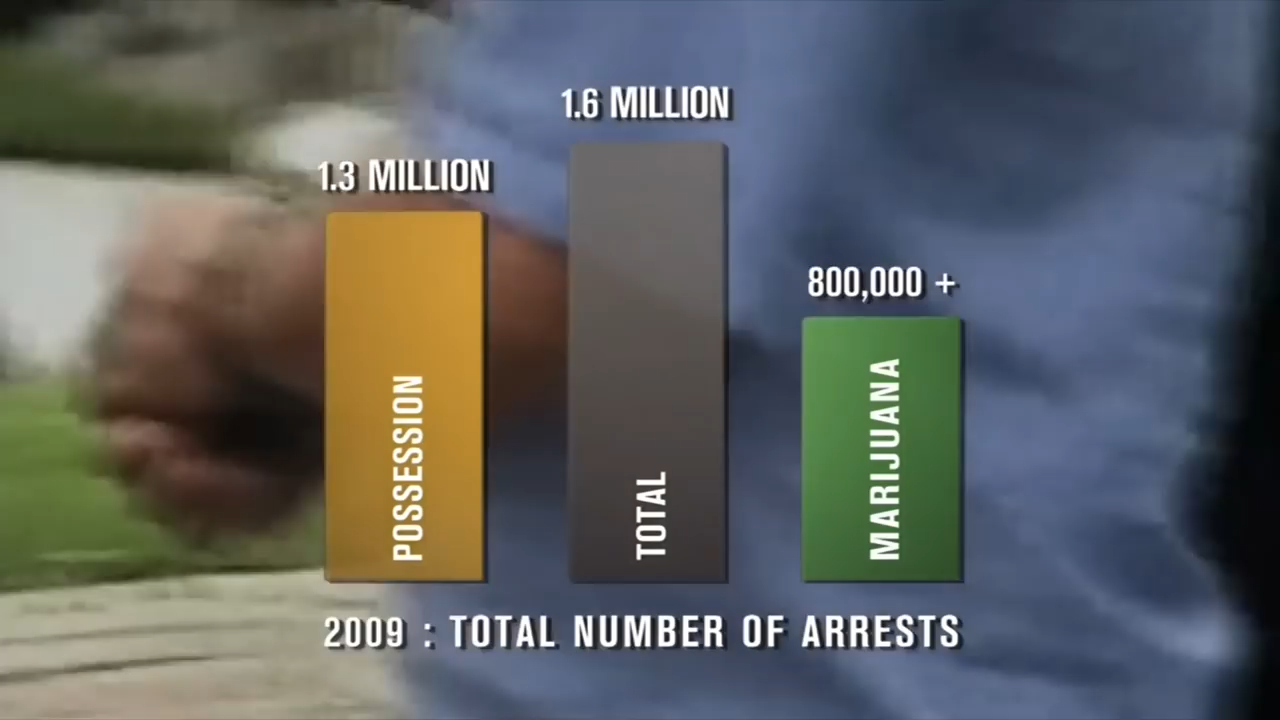 1.6 MILLION
1.3 MILLION
800,000 +
POSSESSION
TOTAL
MARIJUANA
2009 : TOTAL NUMBER OF ARRESTS